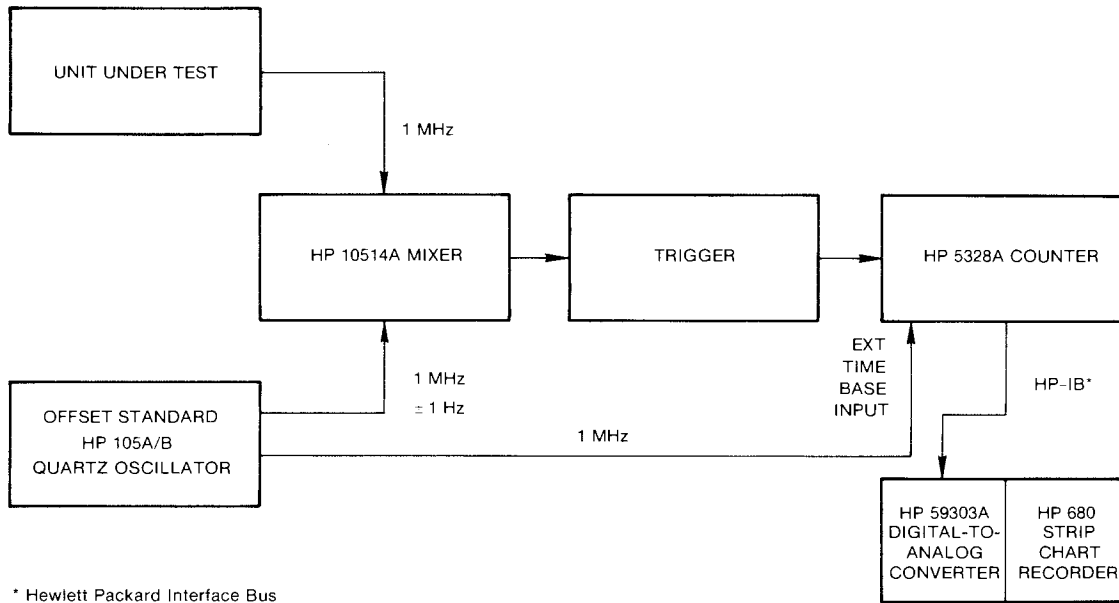 UNIT UNDER TEST
1 MHz
HP 10514A MIXER
TRIGGER
HP 5328A COUNTER
OFFSET STANDARD
HP 105A/B
QUARTZ OSCILLATOR
1 MHz
± 1 Hz
1 MHz
EXT
TIME
BASE
INPUT
HP-IB*
HP 59303A
DIGITAL-TO-
ANALOG
CONVERTER
HP 680
STRIP
CHART
RECORDER
* Hewlett Packard Interface Bus